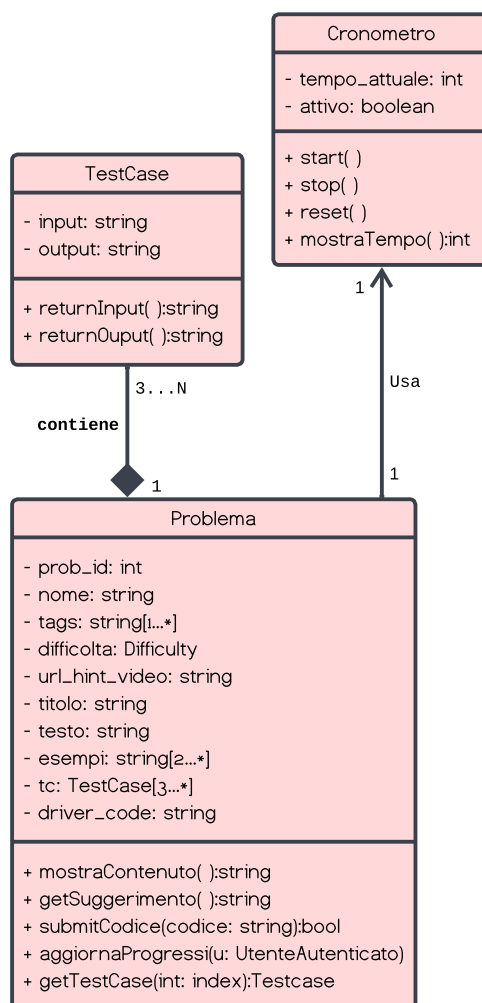 Cronometro
- tempo_attuale: int
- attivo: boolean
+ start( )
+ stop( )
+ reset( )
+ mostraTempo( ):int
TestCase
- input: string
- output: string
+ returnInput( ):string
+ returnOuput( ):string
1
Usa
1
3...N
contiene
1
Problema
- prob_id: int
- nome: string
- tags: string[1...*]
- difficolta: Difficulty
- url_hint_video: string
- titolo: string
- testo: string
- esempi: string[2...*]
- tc: TestCase[3...*]
- driver_code: string
+ mostraContenuto( ):string
+ getSuggerimento( ):string
+ submitCodice(codice: string):bool
+ aggiornaProgressi(u: UtenteAutenticato)
+ getTestCase(int: index):Testcase